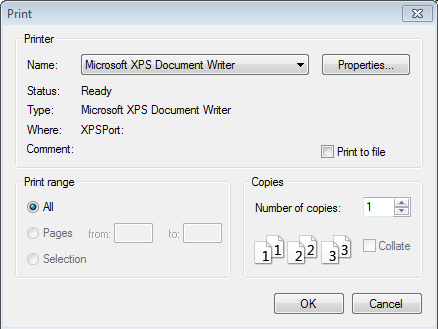 Print
Printer
Name: Microsoft XPS Document Writer Properties...
Status: Ready
Type: Microsoft XPS Document Writer
Where: XPSPort:
Comment: Print to file
Print range Copies
All Number of copies: 1
Pages from: to:
1 1 2 2 3 3 Collate
Selection
OK Cancel